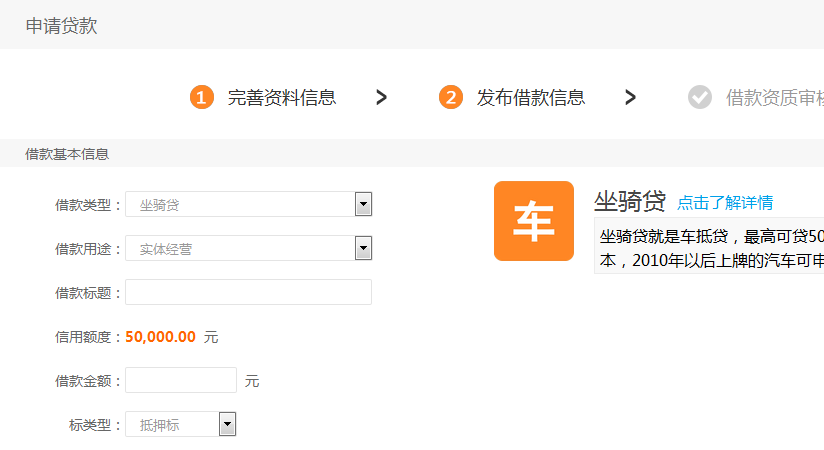 申请贷款
1 完善资料信息 > 2 发布借款信息 > 借款资质审
借款基本信息
借款类型： 坐骑贷
借款用途： 实体经营
借款标题：
信用额度： 50,000.00 元
借款金额： 元
标类型： 抵押标
车
坐骑贷 点击了解详情
坐骑贷就是车抵贷，最高可贷50
本，2010年以后上牌的汽车可申